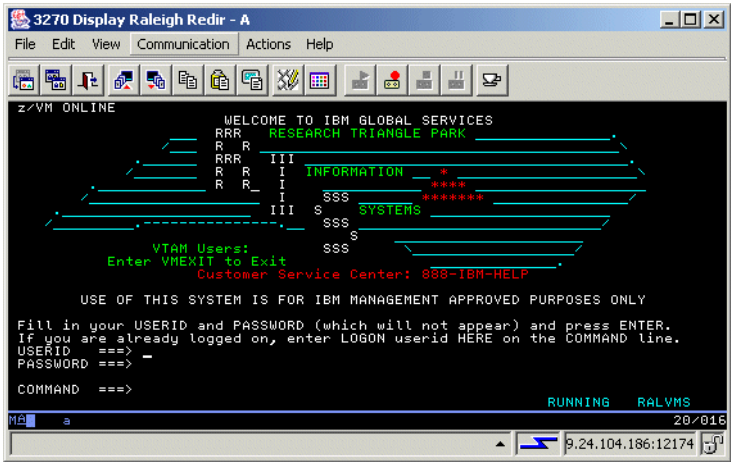 3270 Display Raleigh Redir - A
File Edit View Communication Actions Help
z/VM ONLINE
WELCOME TO IBM GLOBAL SERVICES
RRR RESEARCH TRIANGLE PARK
R R
RRR III
R R I INFORMATION *
R R_ I ****
I SSS *******
III S SYSTEMS
SSS
S
VTAM Users: SSS
Enter VMEXIT to Exit
Customer Service Center: 888-IBM-HELP
USE OF THIS SYSTEM IS FOR IBM MANAGEMENT APPROVED PURPOSES ONLY
Fill in your USERID and PASSWORD (which will not appear) and press ENTER.
If you are already logged on, enter LOGON userid HERE on the COMMAND line.
USERID ===> _
PASSWORD ===>
COMMAND ===>
RUNNING RALVMS
MA a 20/016
9.24.104.186:12174